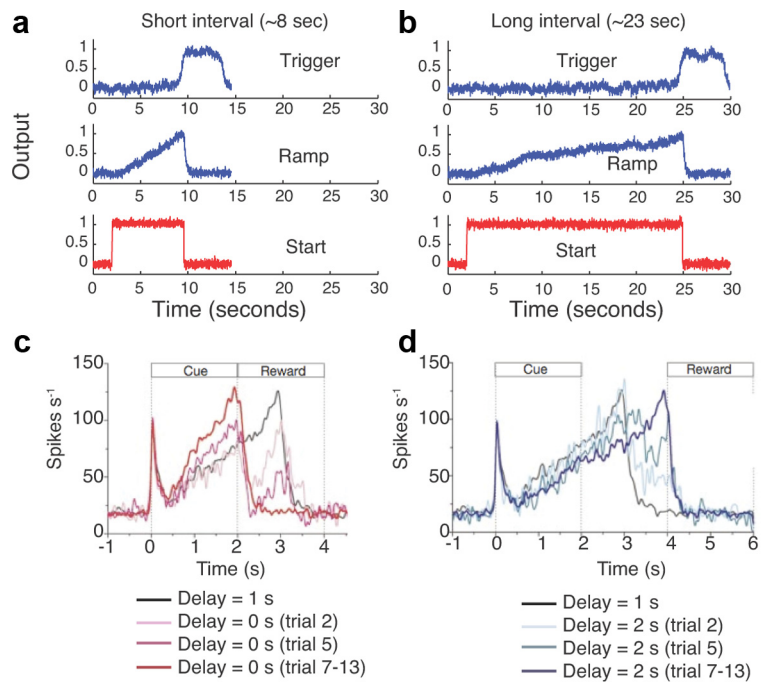 a
Short interval (~8 sec)
1
0.5
0
Trigger
0 5 10 15 20 25 30
Output
1
0.5
0
Ramp
0 5 10 15 20 25 30
1
0.5
0
Start
0 5 10 15 20 25 30
Time (seconds)
b
Long interval (~23 sec)
1
0.5
0
Trigger
0 5 10 15 20 25 30
1
0.5
0
Ramp
0 5 10 15 20 25 30
1
0.5
0
Start
0 5 10 15 20 25 30
Time (seconds)
c
Cue Reward
150
100
50
0
Spikes s-1
-1 0 1 2 3 4
Time (s)
Delay = 1 s
Delay = 0 s (trial 2)
Delay = 0 s (trial 5)
Delay = 0 s (trial 7-13)
d
Cue Reward
150
100
50
0
Spikes s-1
-1 0 1 2 3 4 5 6
Time (s)
Delay = 1 s
Delay = 2 s (trial 2)
Delay = 2 s (trial 5)
Delay = 2 s (trial 7-13)